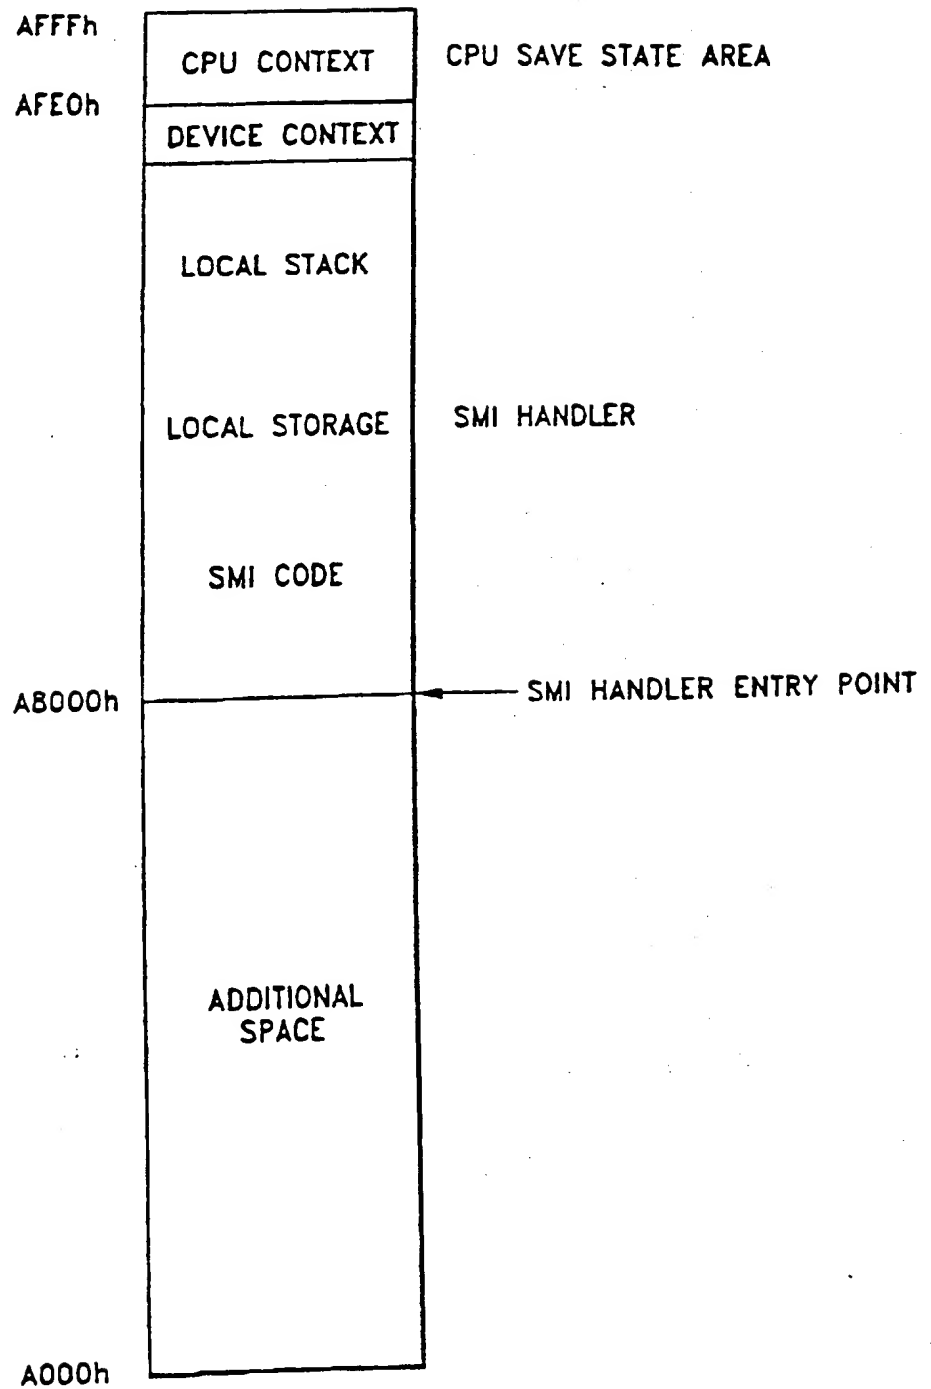 AFFFh
CPU CONTEXT
CPU SAVE STATE AREA
AFE0h
DEVICE CONTEXT
LOCAL STACK
LOCAL STORAGE
SMI HANDLER
SMI CODE
A8000h
SMI HANDLER ENTRY POINT
ADDITIONAL
SPACE
A000h